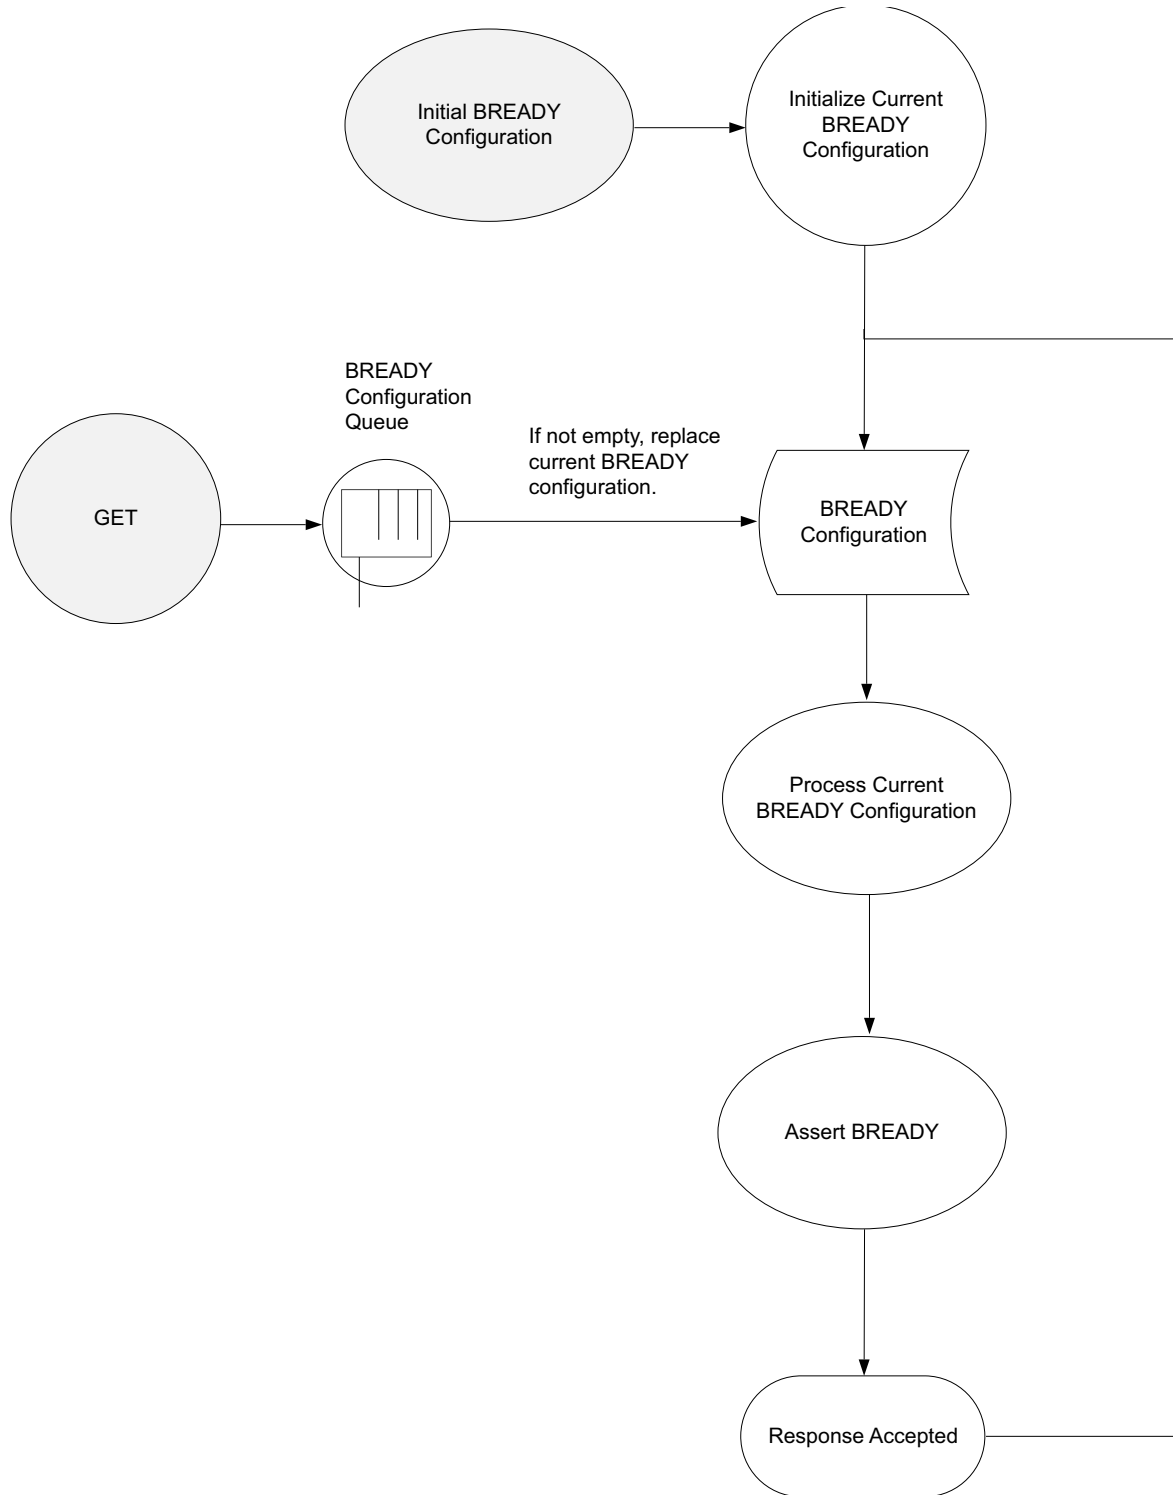 Initial BREADY
Configuration
Initialize Current
BREADY
Configuration
BREADY
Configuration
Queue
If not empty, replace
current BREADY
configuration.
GET
BREADY
Configuration
Process Current
BREADY Configuration
Assert BREADY
Response Accepted